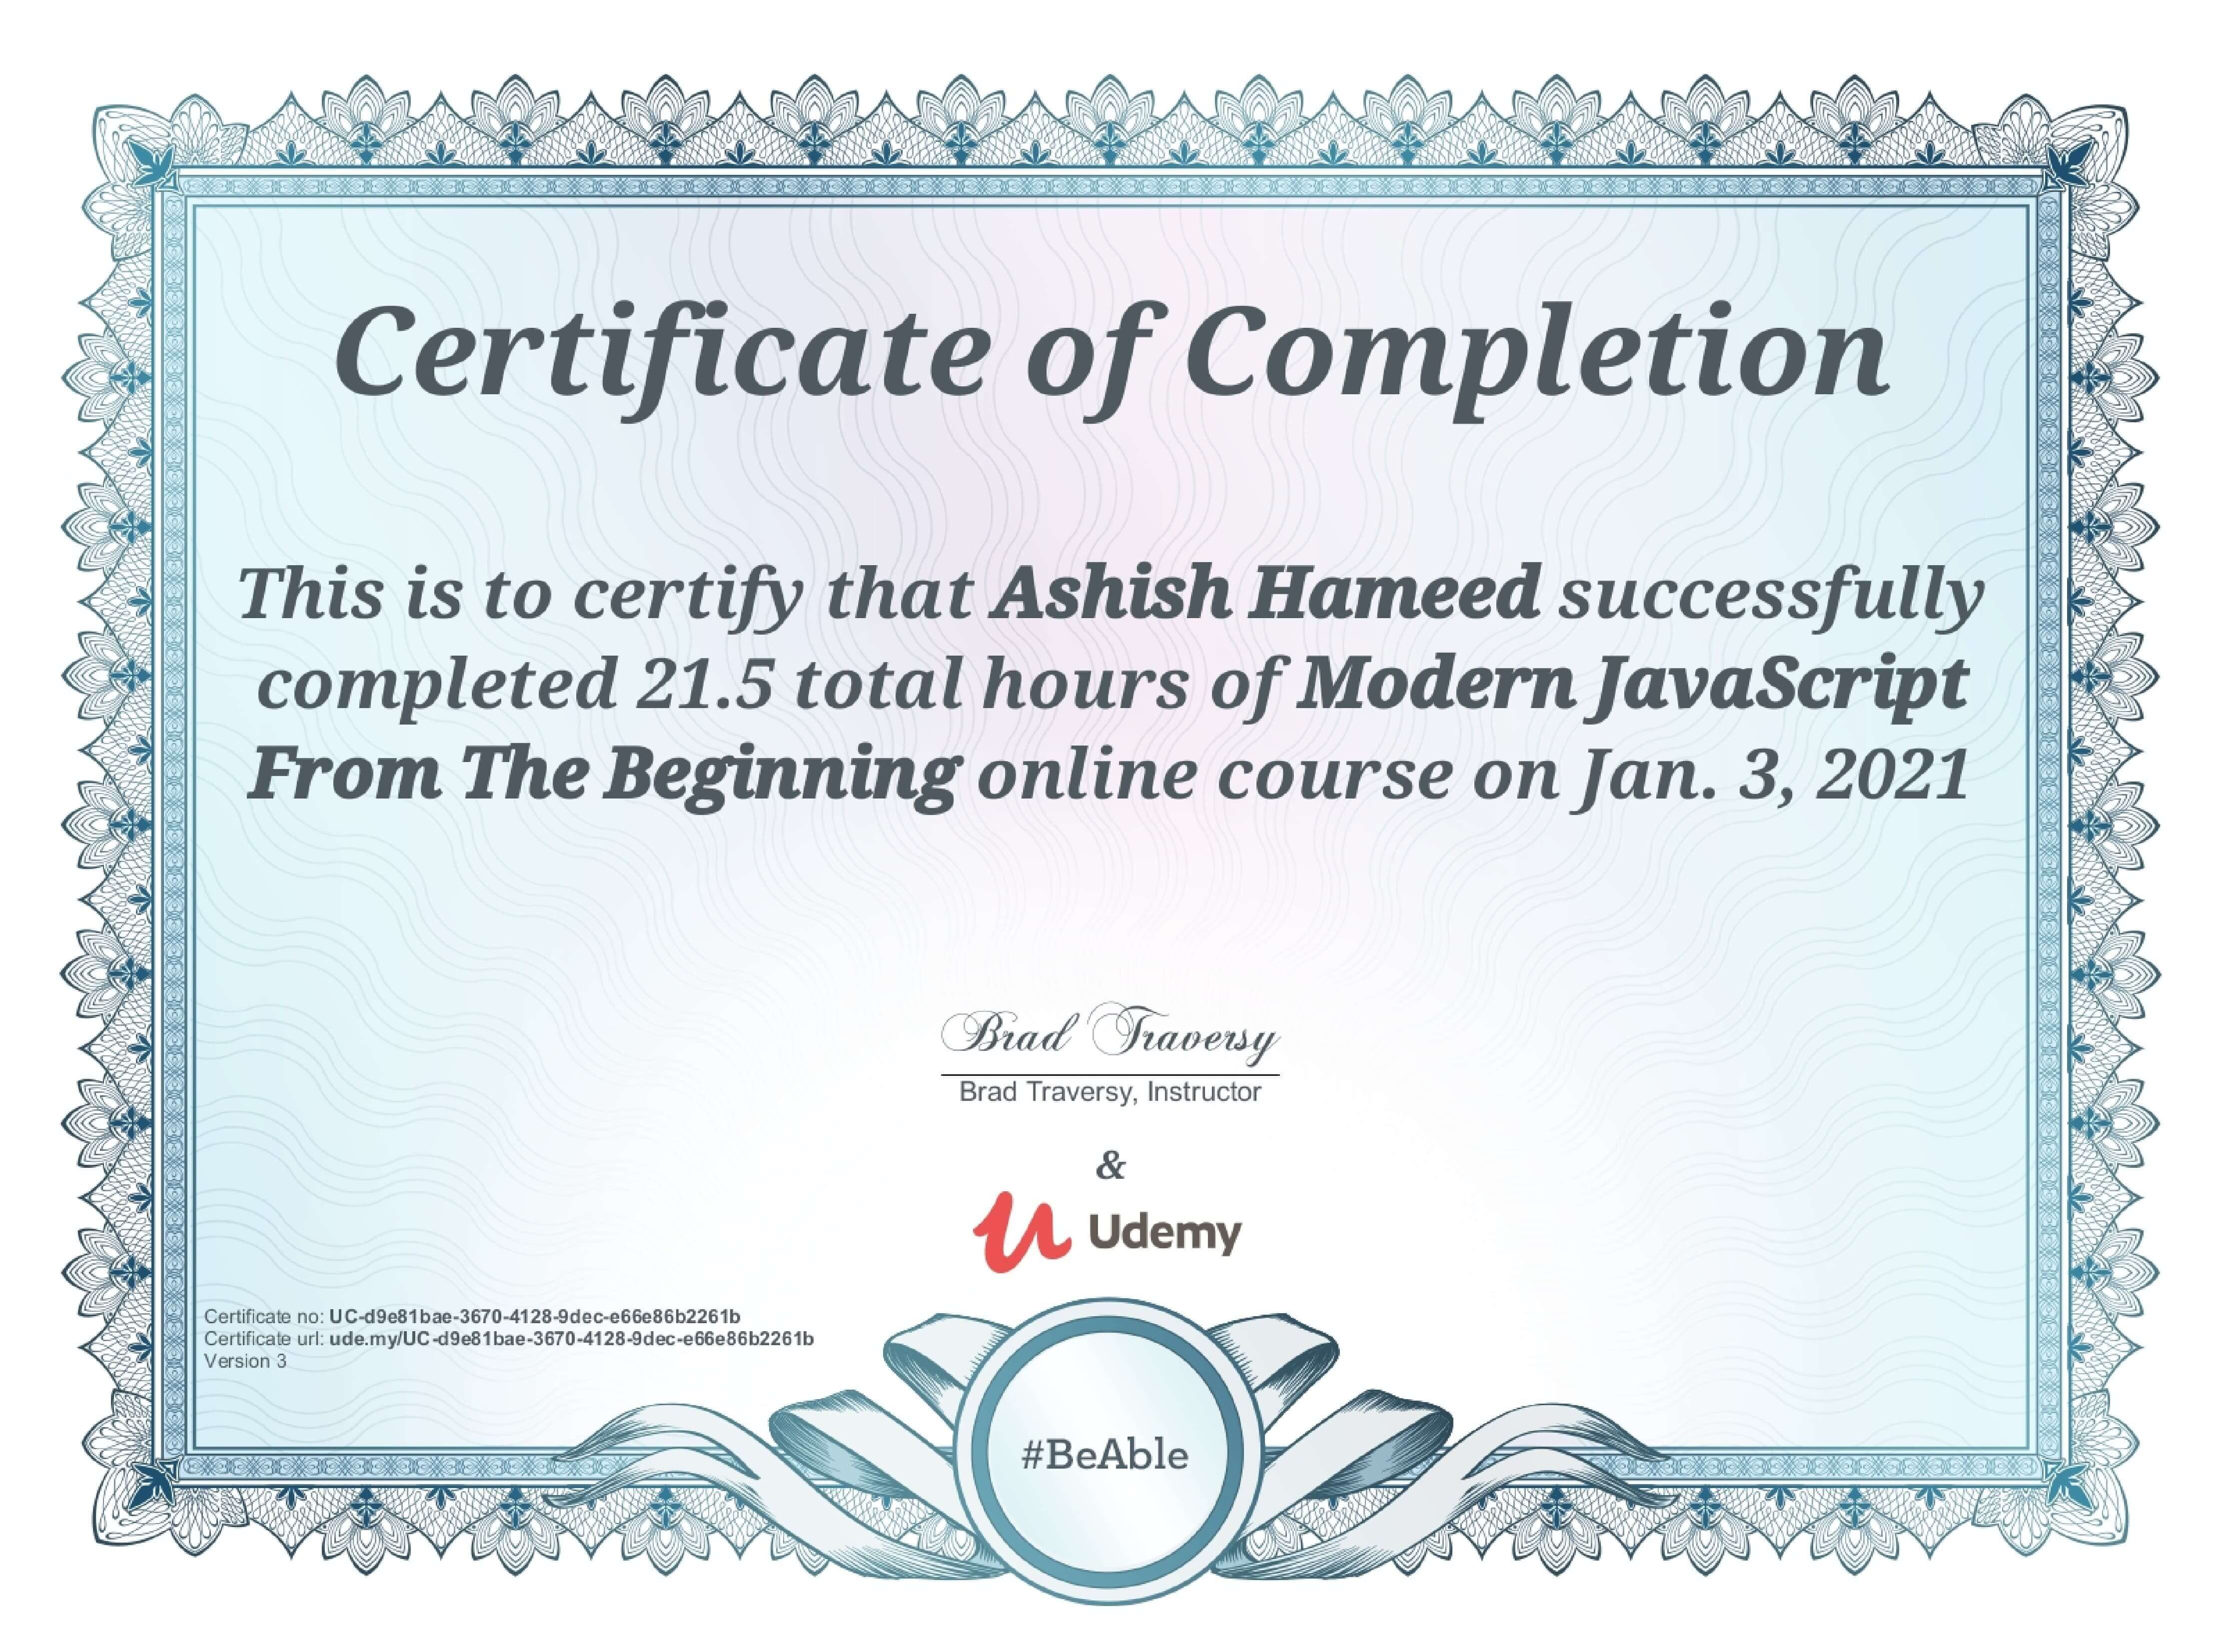 Certificate of Completion
This is to certify that Ashish Hameed successfully
completed 21.5 total hours of Modern JavaScript
From The Beginning online course on Jan. 3, 2021
Brad Traversy
Brad Traversy, Instructor
&
Udemy
Certificate no: UC-d9e81bae-3670-4128-9dec-e66e86b2261b
Certificate url: ude.my/UC-d9e81bae-3670-4128-9dec-e66e86b2261b
Version 3
#BeAble